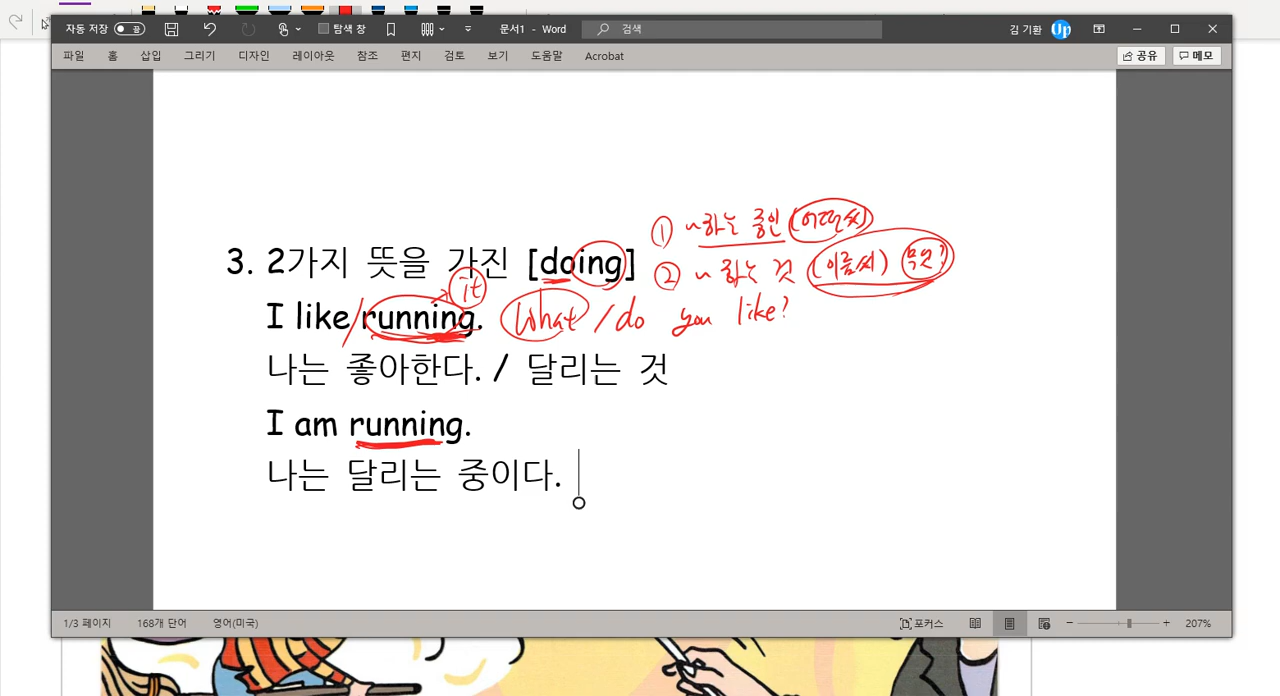 자동 저장 끔 탐색 창 문서1 - Word 검색 김 기환 Up
파일 홈 삽입 그리기 디자인 레이아웃 참조 편지 검토 보기 도움말 Acrobat 공유 메모
① ~하는 중인 (어떤씨)
3. 2가지 뜻을 가진 [doing] ② ~하는 것 (이름씨) 무엇?
it
I like / running. What / do you like?
나는 좋아한다. / 달리는 것
I am running.
나는 달리는 중이다.
1/3 페이지 168개 단어 영어(미국) 포커스 - + 207%